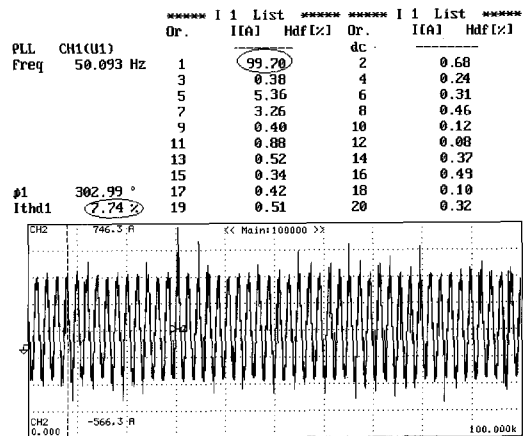 ***** I 1 List ***** ***** I 1 List *****
Or. I[A] Hdf[%] Or. I[A] Hdf[%]
PLL CH1(U1) -------- dc --------
Freq 50.093 Hz 1 99.70 2 0.68
3 0.38 4 0.24
5 5.36 6 0.31
7 3.26 8 0.46
9 0.40 10 0.12
11 0.88 12 0.08
13 0.52 14 0.37
15 0.34 16 0.49
φ1 302.99 ° 17 0.42 18 0.10
Ithd1 7.74 % 19 0.51 20 0.32
CH2 746.3 A << Main:100000 >>
CH2 -566.3 A
0.000 100.000k